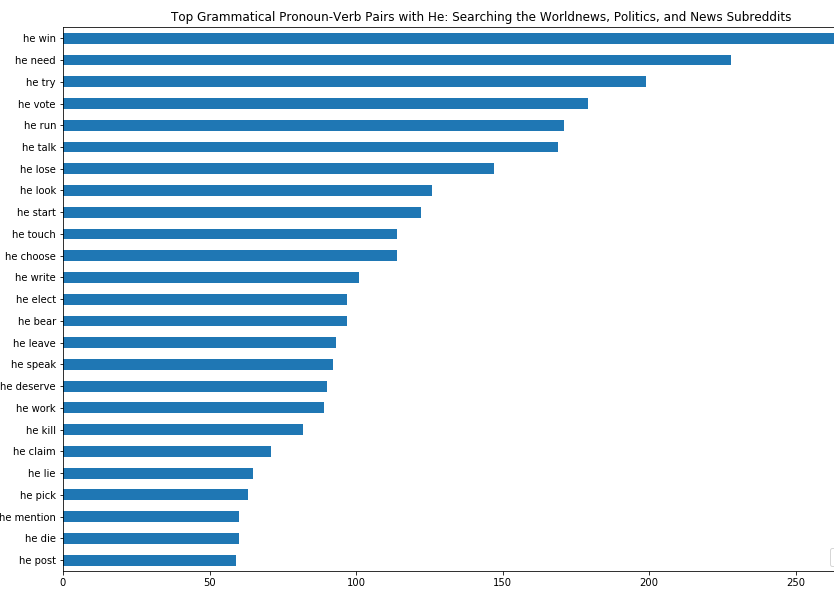 Top Grammatical Pronoun-Verb Pairs with He: Searching the Worldnews, Politics, and News Subreddits
he win
he need
he try
he vote
he run
he talk
he lose
he look
he start
he touch
he choose
he write
he elect
he bear
he leave
he speak
he deserve
he work
he kill
he claim
he lie
he pick
he mention
he die
he post
0 50 100 150 200 250